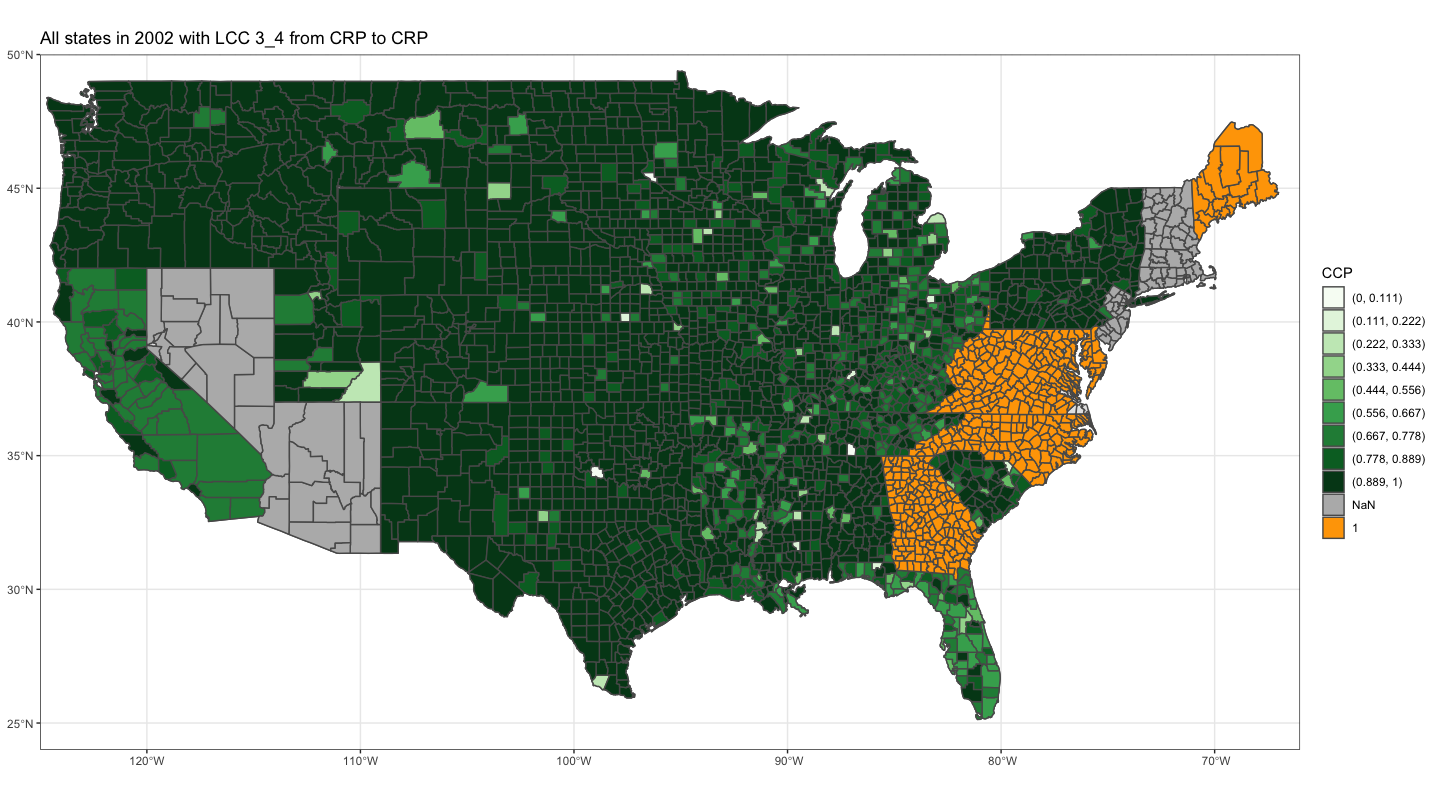 All states in 2002 with LCC 3_4 from CRP to CRP
50°N
45°N
40°N
35°N
30°N
25°N
120°W
110°W
100°W
90°W
80°W
70°W
CCP
(0, 0.111)
(0.111, 0.222)
(0.222, 0.333)
(0.333, 0.444)
(0.444, 0.556)
(0.556, 0.667)
(0.667, 0.778)
(0.778, 0.889)
(0.889, 1)
NaN
1